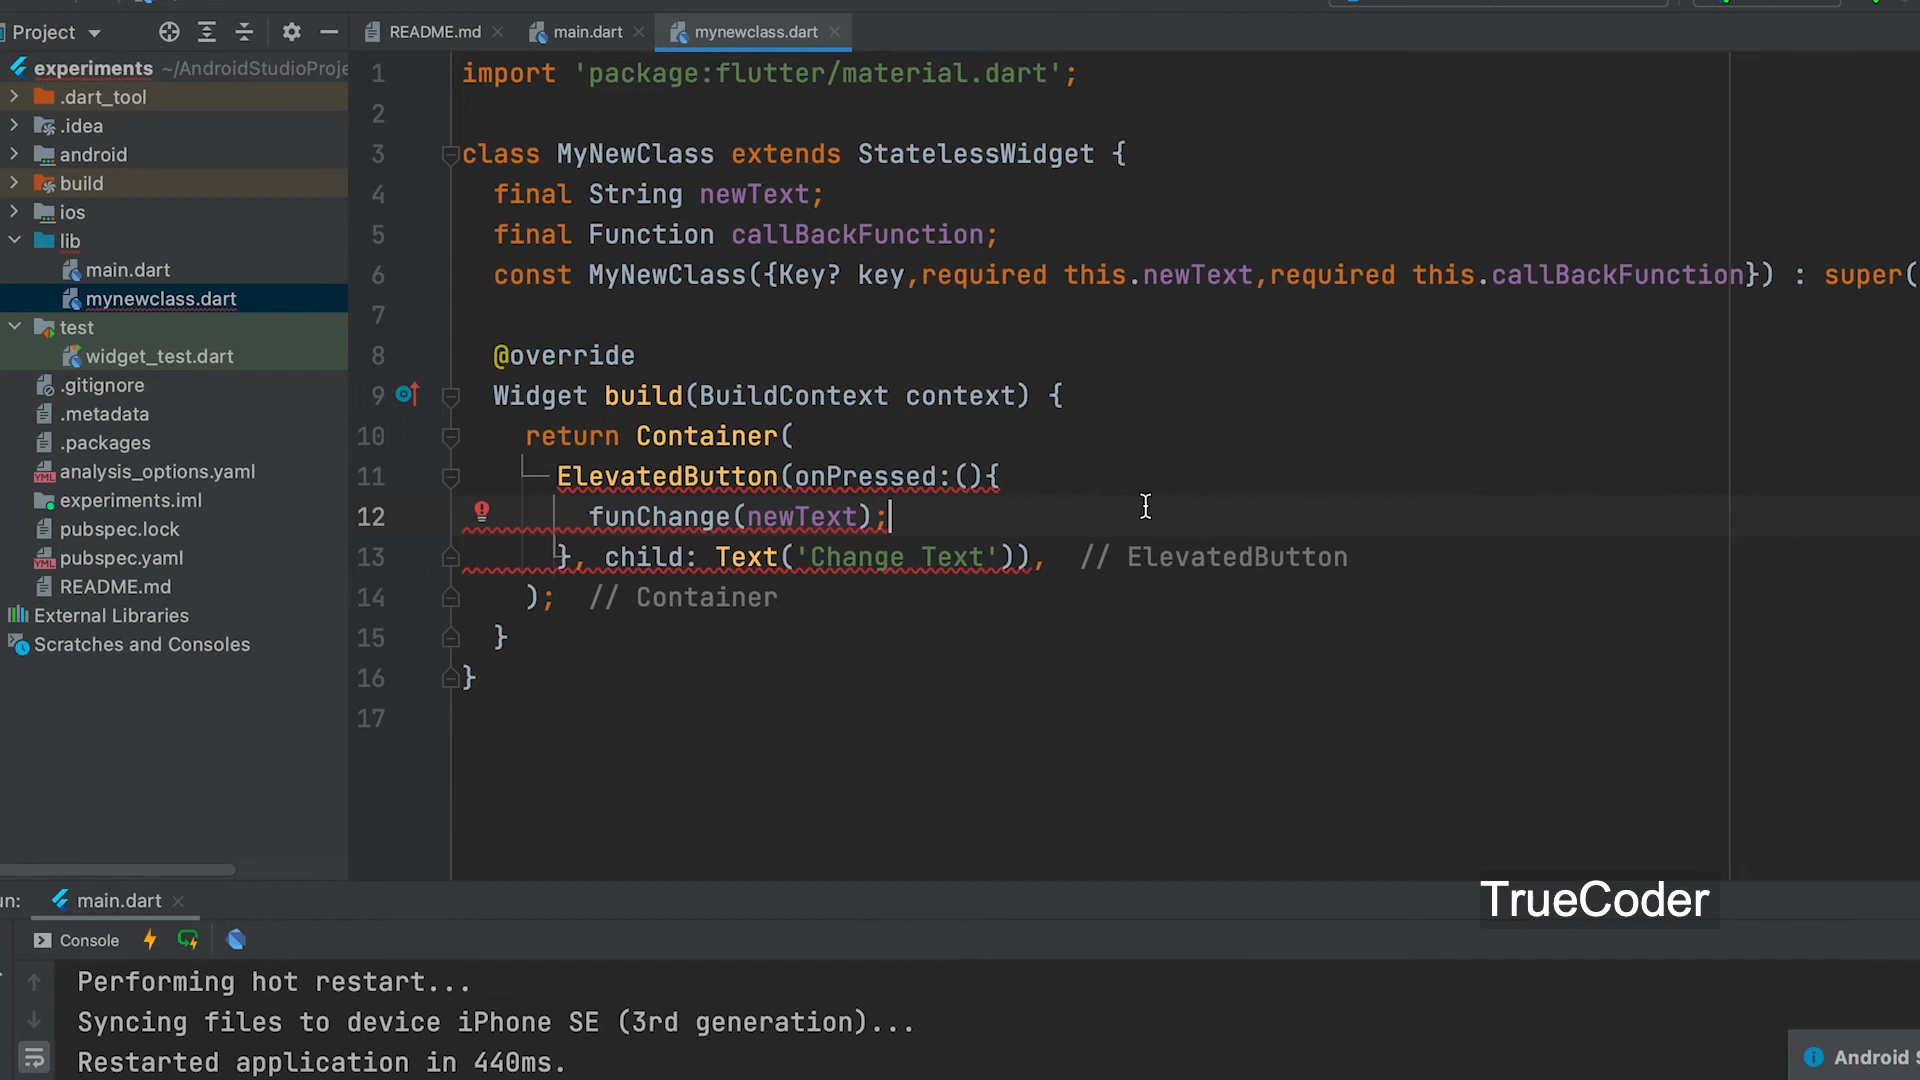 Project
README.md
main.dart
mynewclass.dart
experiments ~/AndroidStudioProje
.dart_tool
.idea
android
build
ios
lib
main.dart
mynewclass.dart
test
widget_test.dart
.gitignore
.metadata
.packages
analysis_options.yaml
experiments.iml
pubspec.lock
pubspec.yaml
README.md
External Libraries
Scratches and Consoles
1 import 'package:flutter/material.dart';
2
3 class MyNewClass extends StatelessWidget {
4 final String newText;
5 final Function callBackFunction;
6 const MyNewClass({Key? key,required this.newText,required this.callBackFunction}) : super(
7
8 @override
9 Widget build(BuildContext context) {
10 return Container(
11 ElevatedButton(onPressed:(){
12 funChange(newText);
13 }, child: Text('Change Text')), // ElevatedButton
14 ); // Container
15 }
16 }
17
TrueCoder
un: main.dart
Console
Performing hot restart...
Syncing files to device iPhone SE (3rd generation)...
Restarted application in 440ms.
Android S